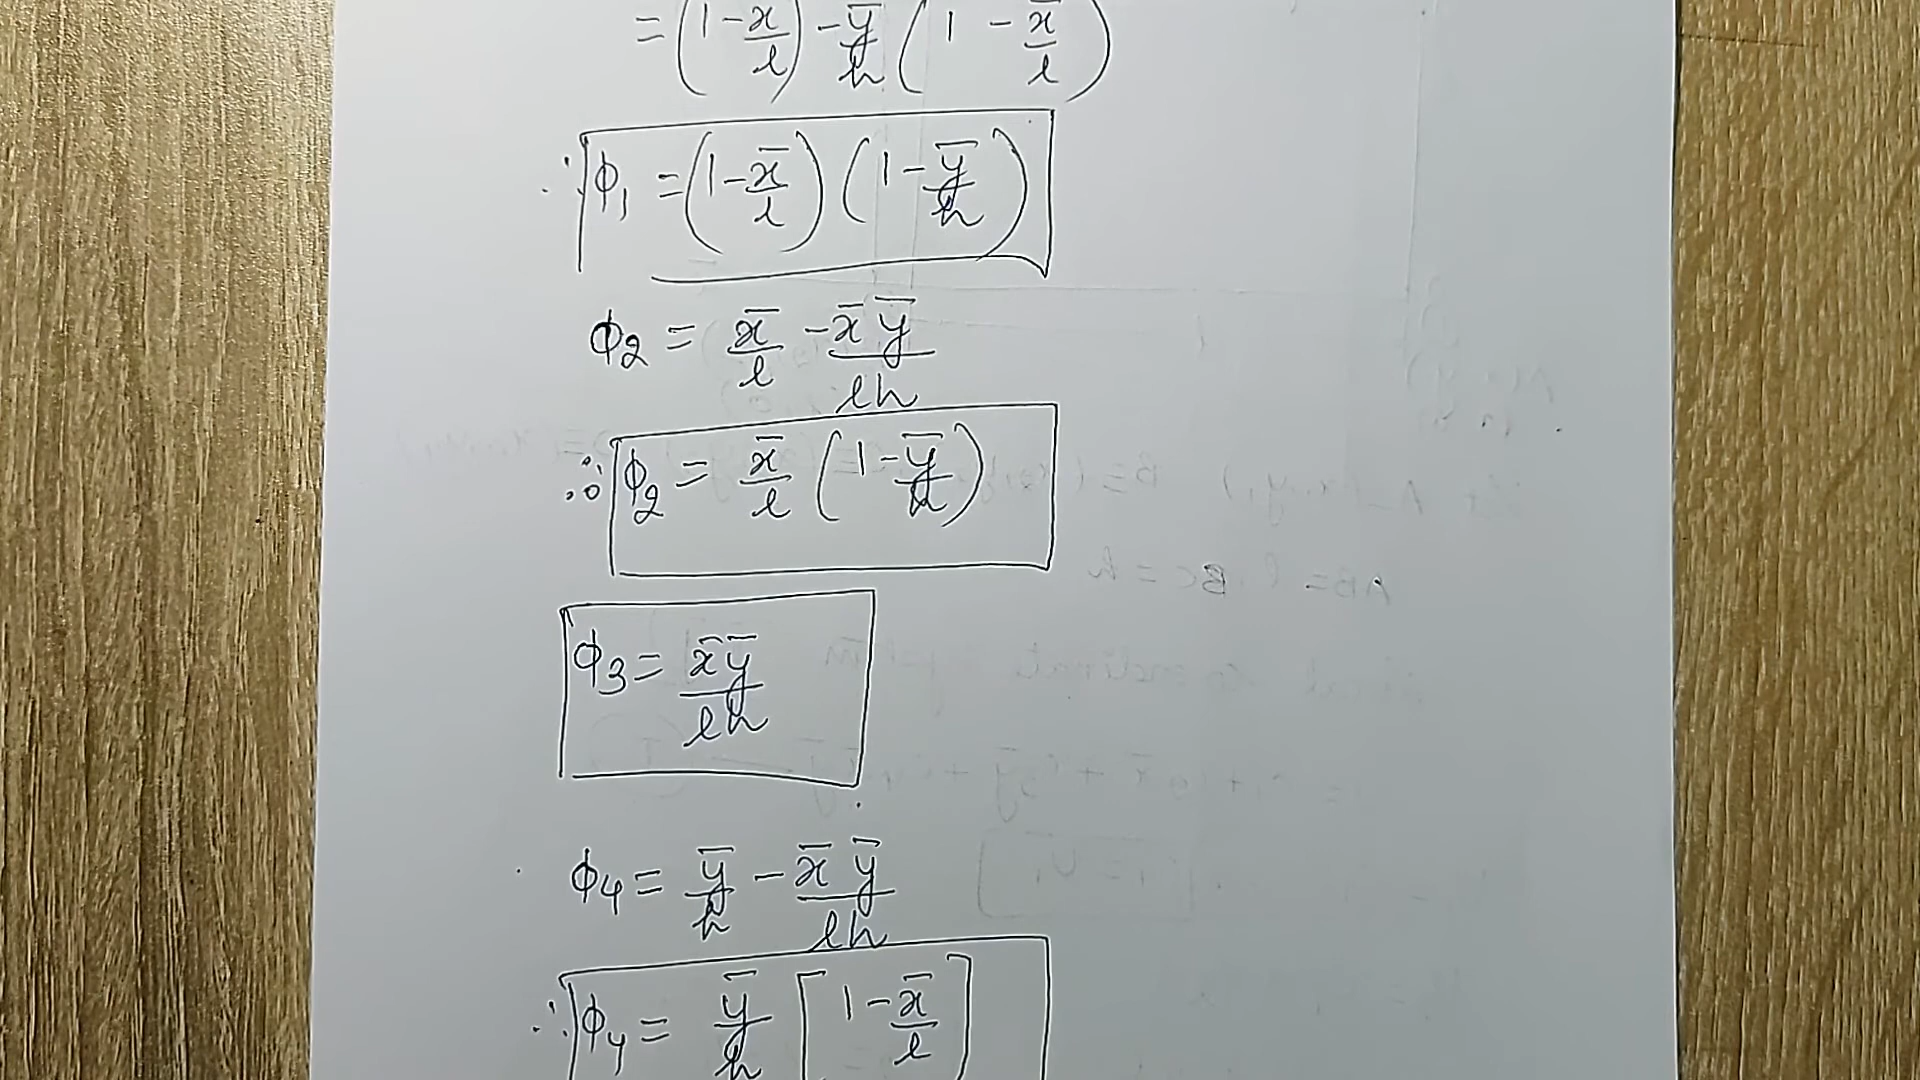 = (1 - x̄/l) - ȳ/h (1 - x̄/l)
∴ ϕ₁ = (1 - x̄/l) (1 - ȳ/h)
ϕ₂ = x̄/l - x̄ ȳ/lh
∴ ϕ₂ = x̄/l (1 - ȳ/h)
ϕ₃ = x̄ȳ/lh
ϕ₄ = ȳ/h - x̄ ȳ/lh
∴ ϕ₄ = ȳ/h [1 - x̄/l]